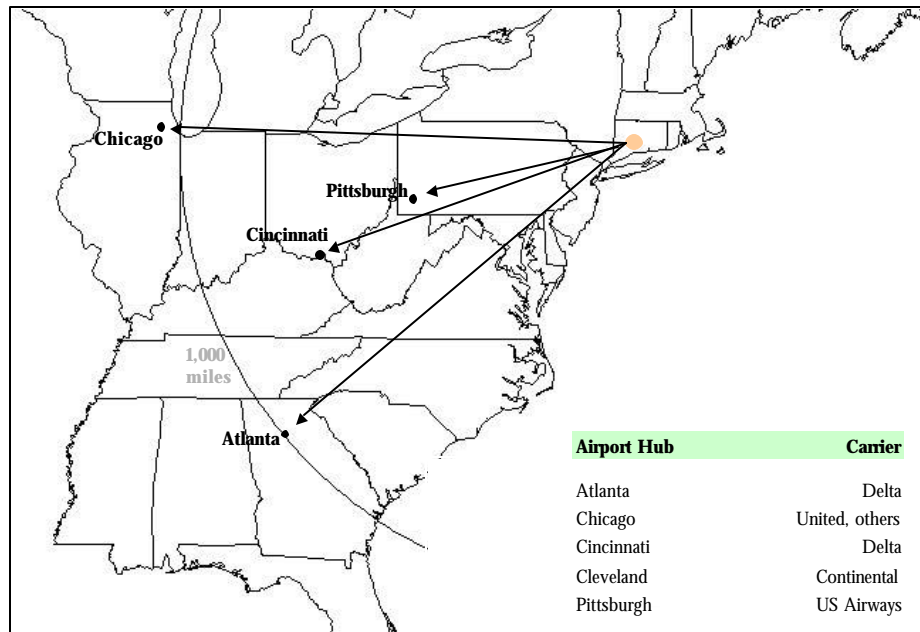 Chicago
Pittsburgh
Cincinnati
1,000
miles
Atlanta
Airport Hub Carrier
Atlanta Delta
Chicago United, others
Cincinnati Delta
Cleveland Continental
Pittsburgh US Airways